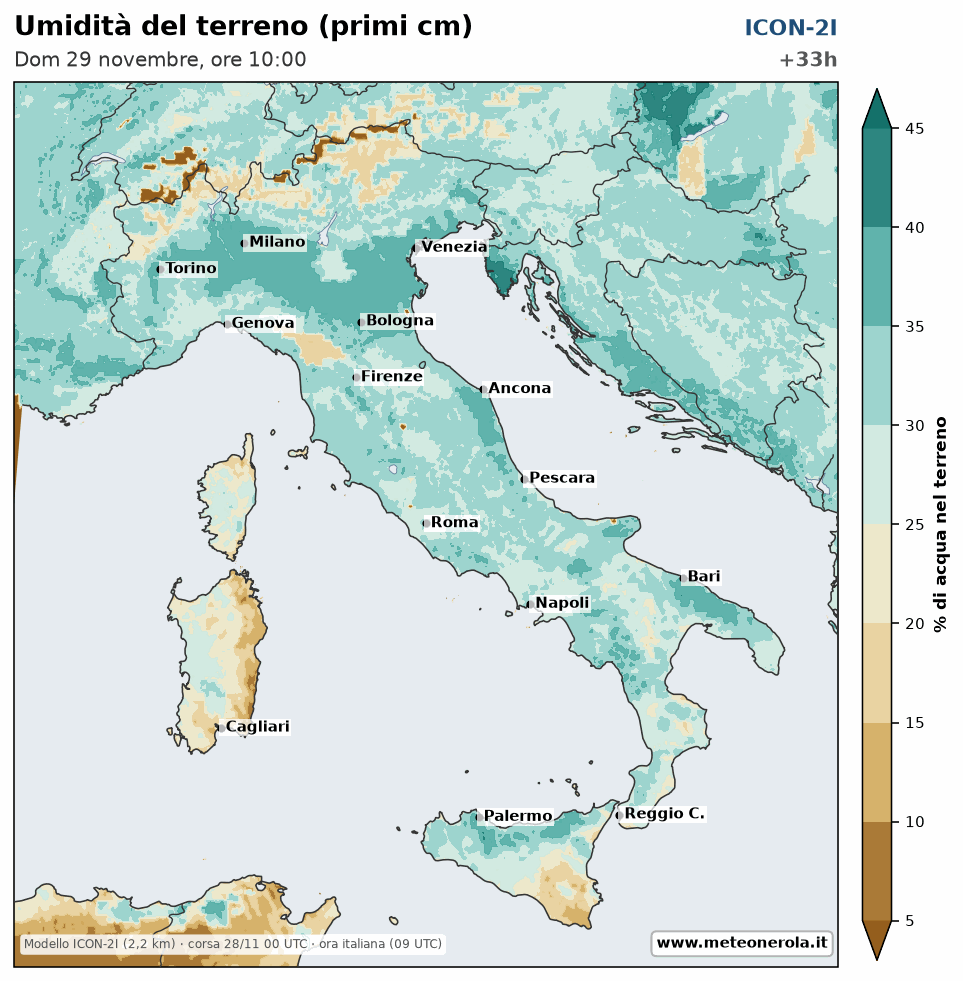 Umidità del terreno (primi cm)
ICON-2I
Dom 29 novembre, ore 10:00
+33h
45
40
35
30
25
20
15
10
5
% di acqua nel terreno
Milano
Venezia
Torino
Genova
Bologna
Firenze
Ancona
Pescara
Roma
Bari
Napoli
Cagliari
Palermo
Reggio C.
Modello ICON-2I (2,2 km) · corsa 28/11 00 UTC · ora italiana (09 UTC)
www.meteonerola.it